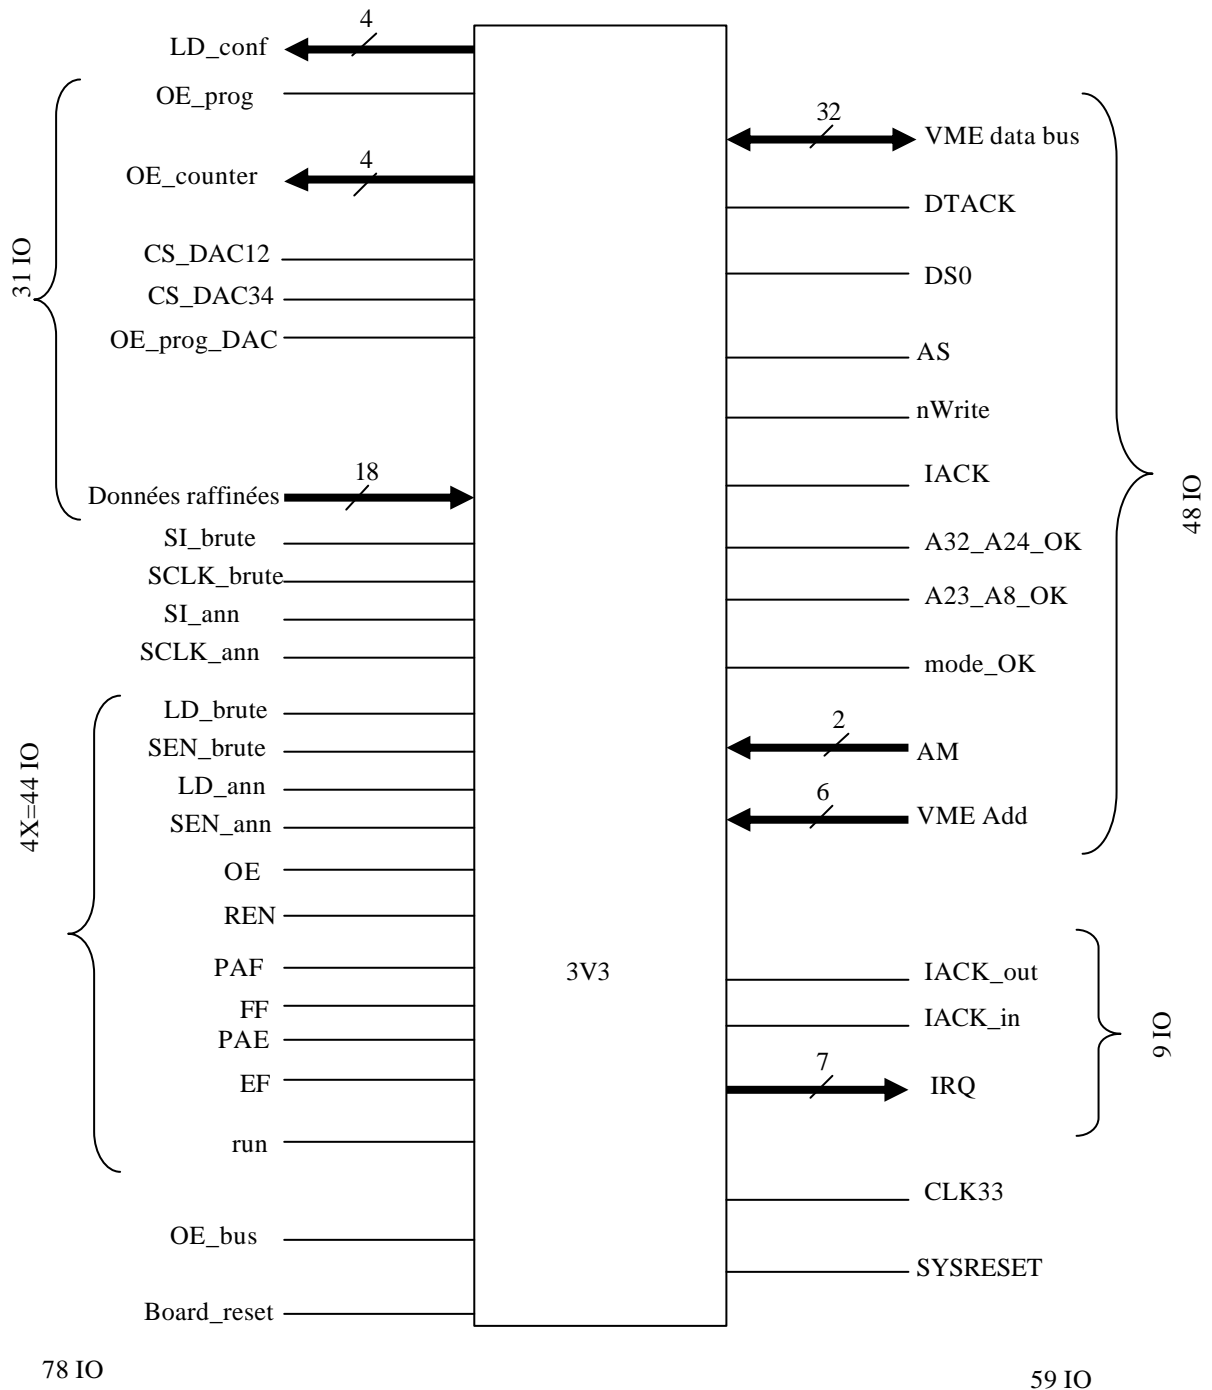 4
LD_conf
OE_prog
4
OE_counter
CS_DAC12
CS_DAC34
OE_prog_DAC
31 IO
18
Données raffinées
SI_brute
SCLK_brute
SI_ann
SCLK_ann
LD_brute
SEN_brute
LD_ann
SEN_ann
OE
REN
PAF
FF
PAE
EF
run
4X=44 IO
OE_bus
Board_reset
78 IO
3V3
32
VME data bus
DTACK
DS0
AS
nWrite
IACK
A32_A24_OK
A23_A8_OK
mode_OK
2
AM
6
VME Add
48 IO
IACK_out
IACK_in
7
IRQ
9 IO
CLK33
SYSRESET
59 IO